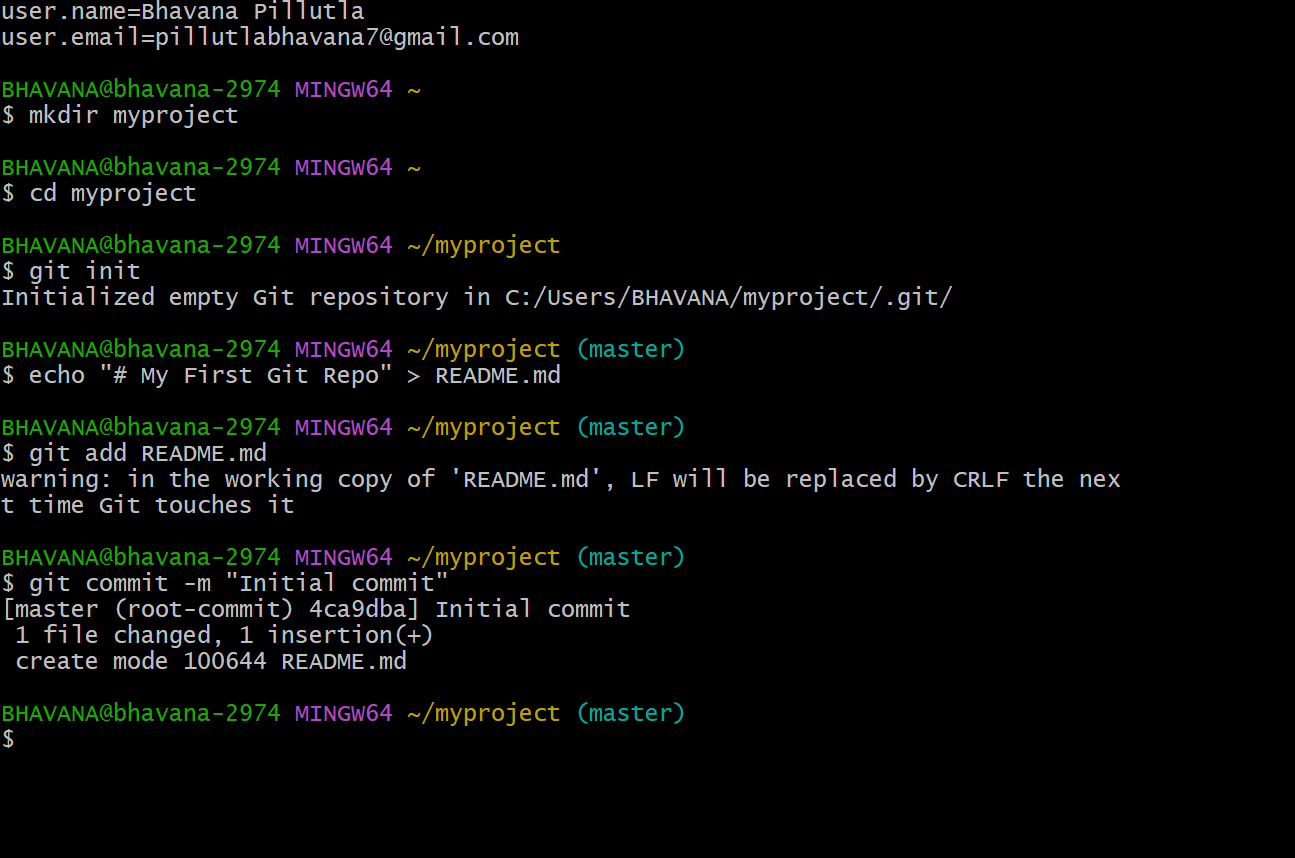 user.name=Bhavana Pillutla
user.email=pillutlabhavana7@gmail.com
BHAVANA@bhavana-2974 MINGW64 ~
$ mkdir myproject
BHAVANA@bhavana-2974 MINGW64 ~
$ cd myproject
BHAVANA@bhavana-2974 MINGW64 ~/myproject
$ git init
Initialized empty Git repository in C:/Users/BHAVANA/myproject/.git/
BHAVANA@bhavana-2974 MINGW64 ~/myproject (master)
$ echo "# My First Git Repo" > README.md
BHAVANA@bhavana-2974 MINGW64 ~/myproject (master)
$ git add README.md
warning: in the working copy of 'README.md', LF will be replaced by CRLF the nex
t time Git touches it
BHAVANA@bhavana-2974 MINGW64 ~/myproject (master)
$ git commit -m "Initial commit"
[master (root-commit) 4ca9dba] Initial commit
 1 file changed, 1 insertion(+)
 create mode 100644 README.md
BHAVANA@bhavana-2974 MINGW64 ~/myproject (master)
$